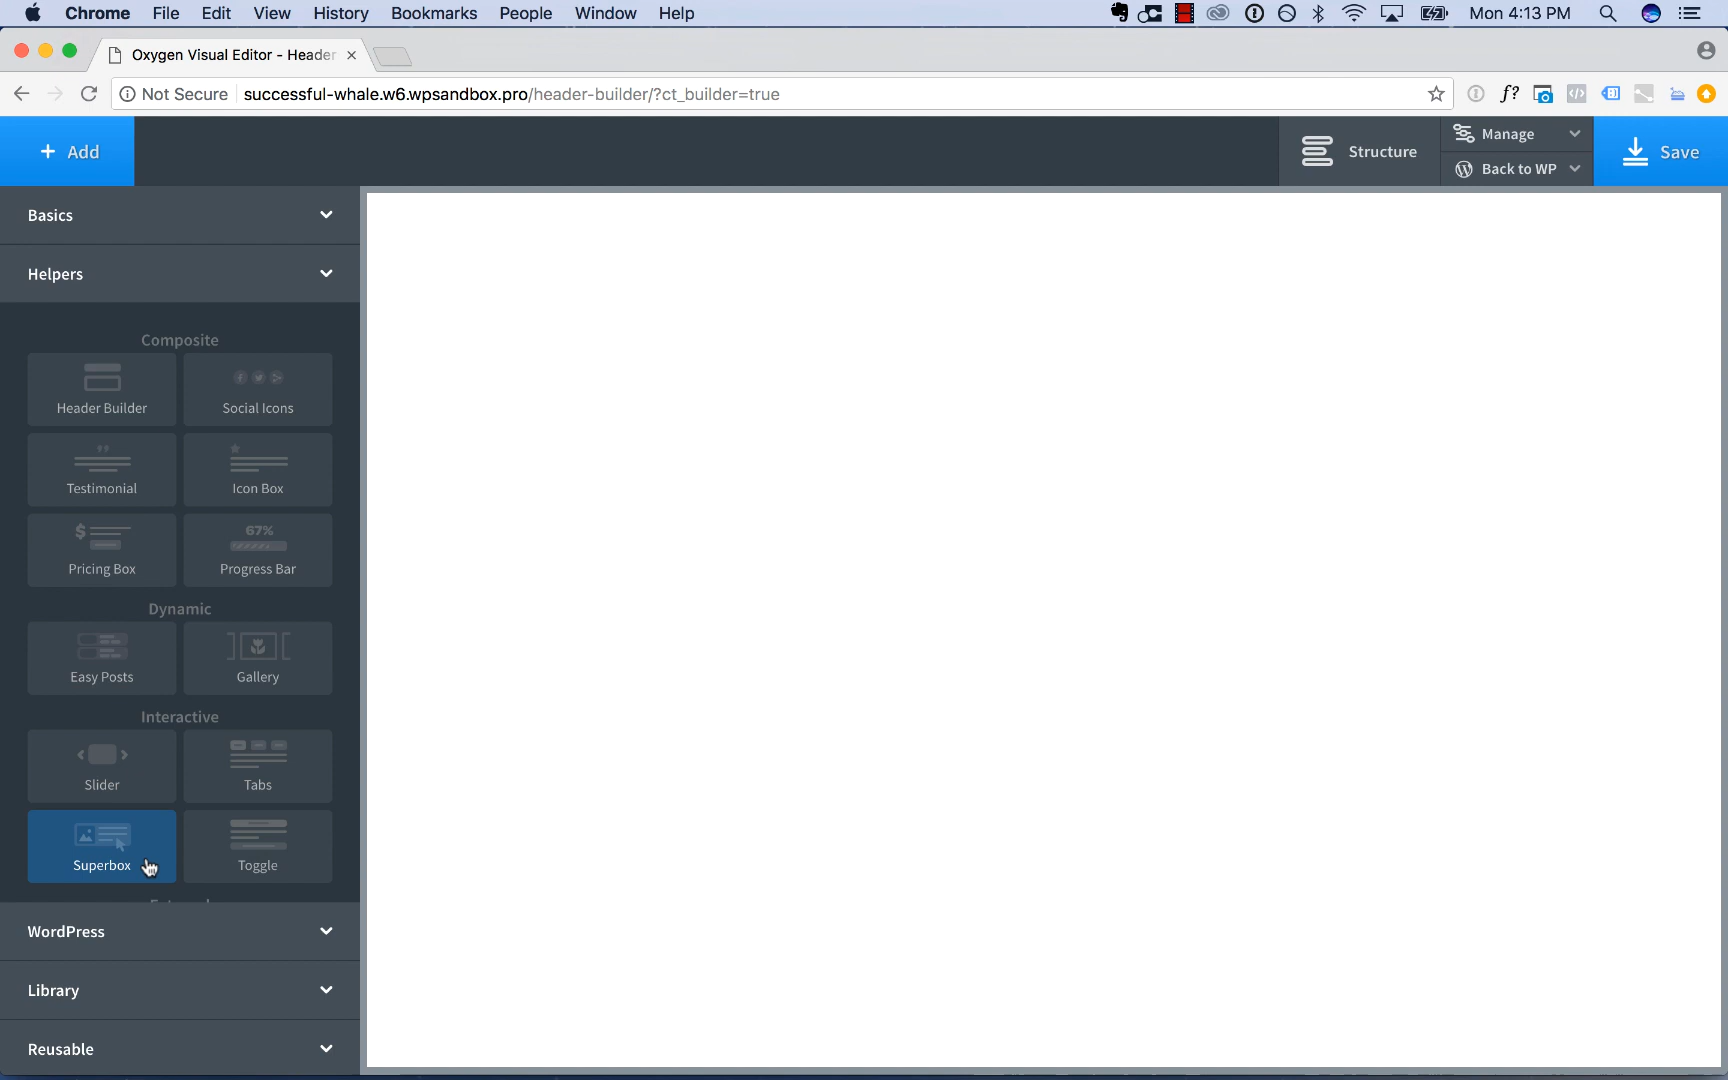 Chrome File Edit View History Bookmarks People Window Help Mon 4:13 PM
Oxygen Visual Editor - Header
Not Secure successful-whale.w6.wpsandbox.pro/header-builder/?ct_builder=true f?
+ Add
Structure
Manage
Back to WP
Save
Basics
Helpers
Composite
Header Builder
Social Icons
Testimonial
Icon Box
$
Pricing Box
67%
Progress Bar
Dynamic
Easy Posts
Gallery
Interactive
Slider
Tabs
Superbox
Toggle
WordPress
Library
Reusable